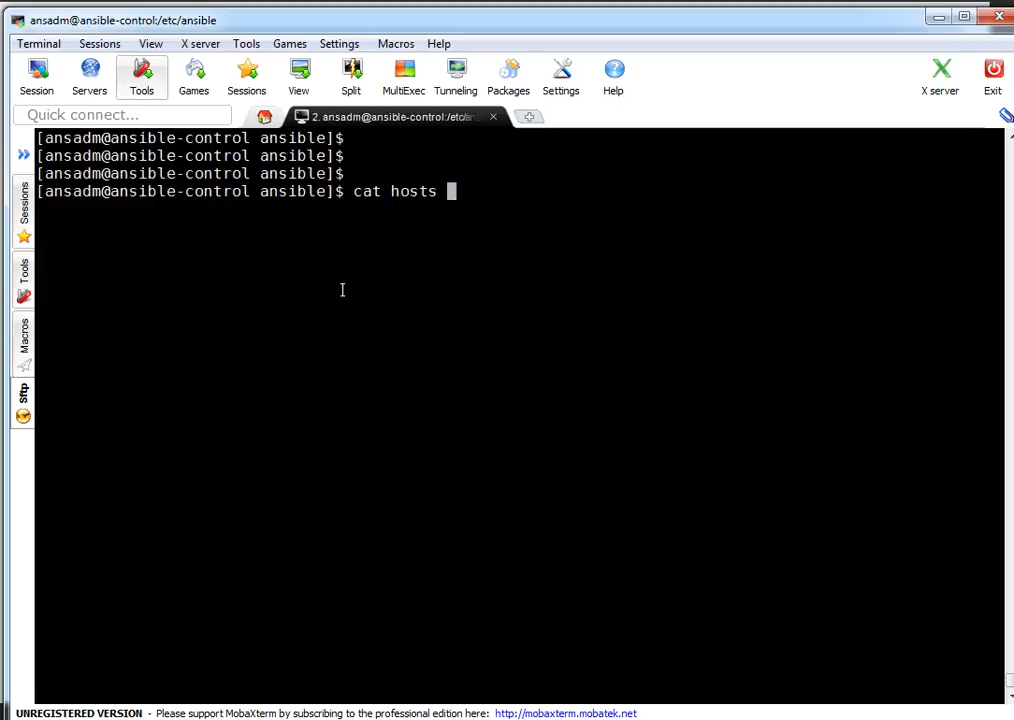 ansadm@ansible-control:/etc/ansible
Terminal Sessions View X server Tools Games Settings Macros Help
Session Servers Tools Games Sessions View Split MultiExec Tunneling Packages Settings Help X server Exit
Quick connect...
2. ansadm@ansible-control:/etc/an
[ansadm@ansible-control ansible]$
[ansadm@ansible-control ansible]$
[ansadm@ansible-control ansible]$
[ansadm@ansible-control ansible]$ cat hosts
Sessions
Tools
Macros
Sftp
UNREGISTERED VERSION - Please support MobaXterm by subscribing to the professional edition here: http://mobaxterm.mobatek.net